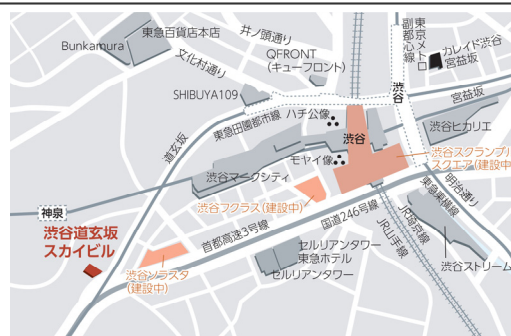 東急百貨店本店
Bunkamura
井ノ頭通り
文化村通り
QFRONT
(キューフロント)
東京メトロ
副都心線
カレイド渋谷
宮益坂
SHIBUYA109
渋谷
宮益坂
東急田園都市線
ハチ公像
道玄坂
渋谷
渋谷ヒカリエ
モヤイ像
渋谷スクランブル
スクエア(建設中)
渋谷マークシティ
明治通り
東急東横線
渋谷フクラス(建設中)
神泉
国道246号線
JR埼京線
JR山手線
渋谷道玄坂
スカイビル
首都高速3号線
渋谷ソラスタ
(建設中)
セルリアンタワー
東急ホテル
セルリアンタワー
渋谷ストリーム